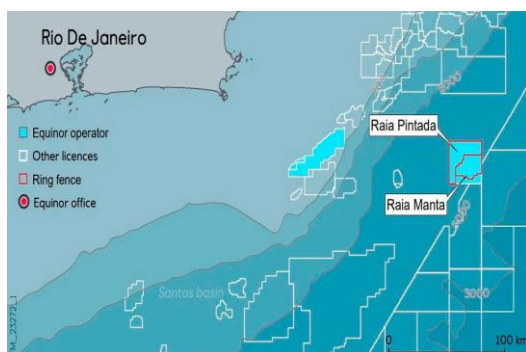 Rio De Janeiro
Equinor operator
Other licences
Ring fence
Equinor office
3000
Raia Pintada
Raia Manta
Santos basin
3000
0
100 km